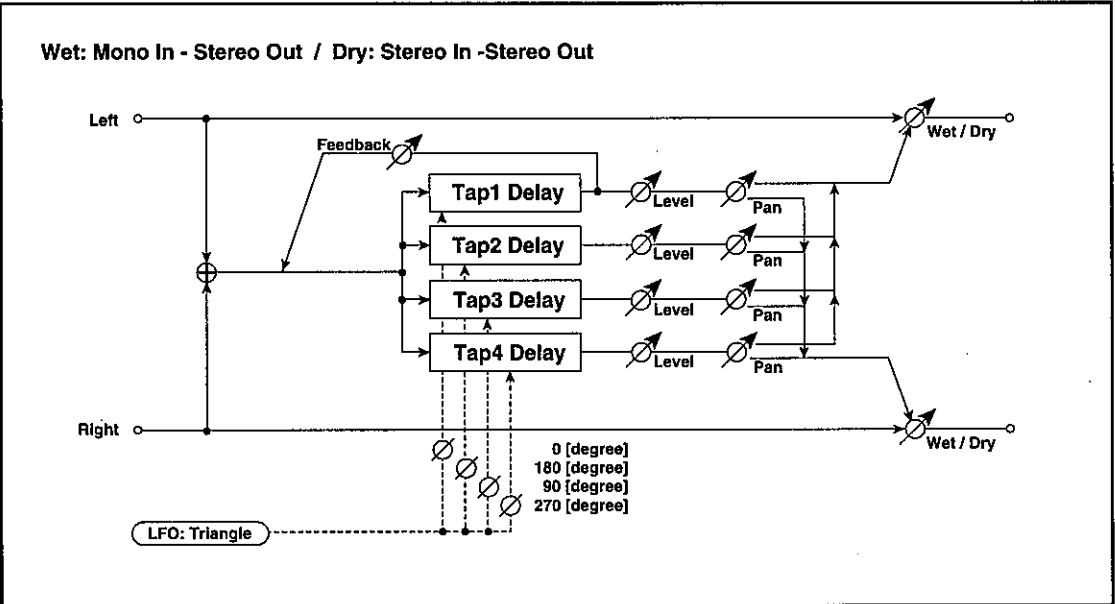 Wet: Mono In - Stereo Out / Dry: Stereo In -Stereo Out
Left
Wet / Dry
Feedback
Tap1 Delay
Level
Pan
Tap2 Delay
Level
Pan
Tap3 Delay
Level
Pan
Tap4 Delay
Level
Pan
Right
Wet / Dry
0 [degree]
180 [degree]
90 [degree]
270 [degree]
LFO: Triangle